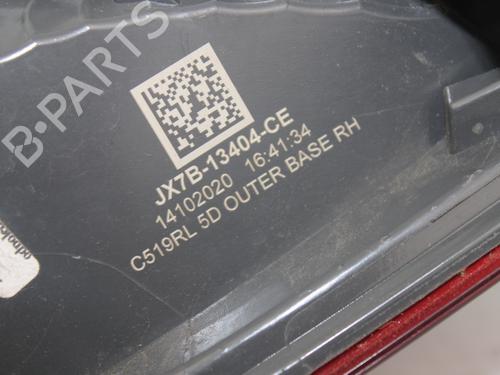 B-PARTS
JX7B-13404-CE
14102020 16:41:34
C519RL 5D OUTER BASE RH